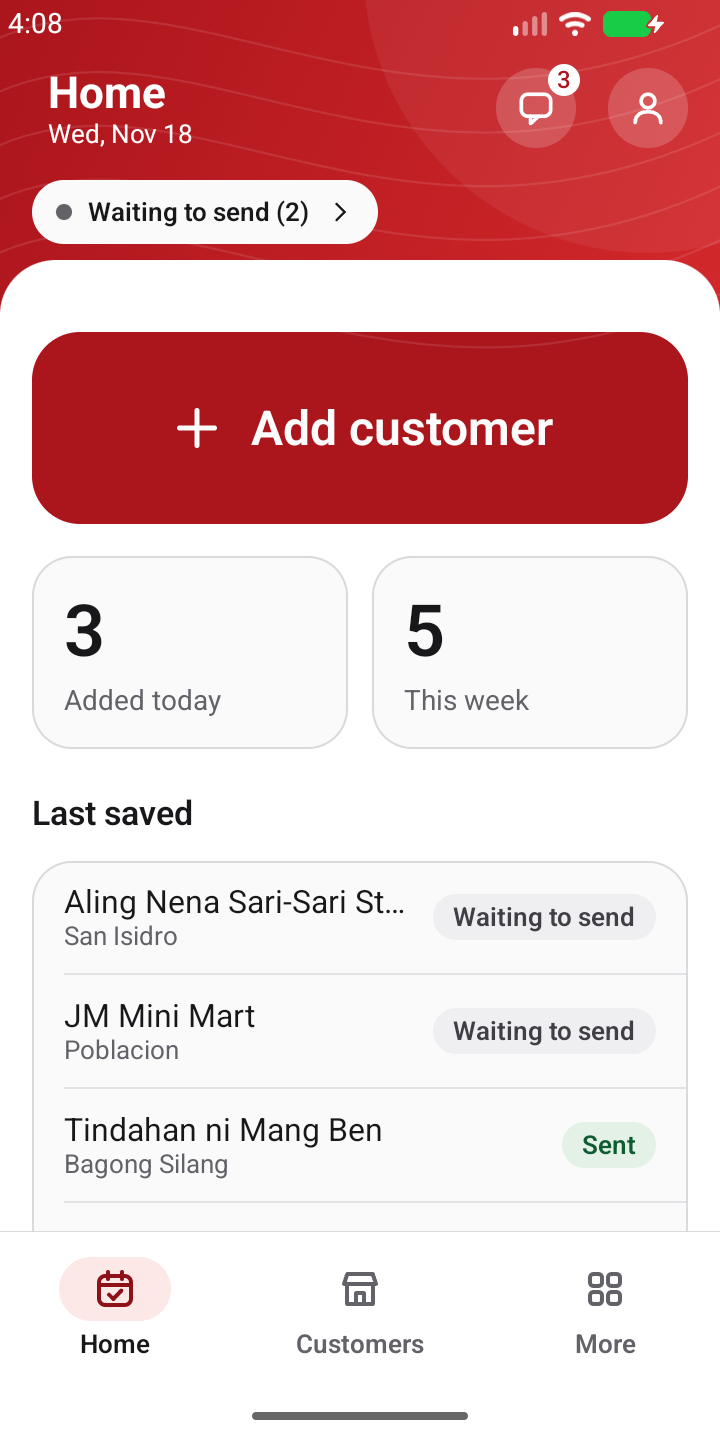 4:08
Home
3
Wed, Nov 18
Waiting to send (2)
Add customer
3
Added today
5
This week
Last saved
Aling Nena Sari-Sari St...
San Isidro
Waiting to send
JM Mini Mart
Poblacion
Waiting to send
Tindahan ni Mang Ben
Bagong Silang
Sent
Home
Customers
More